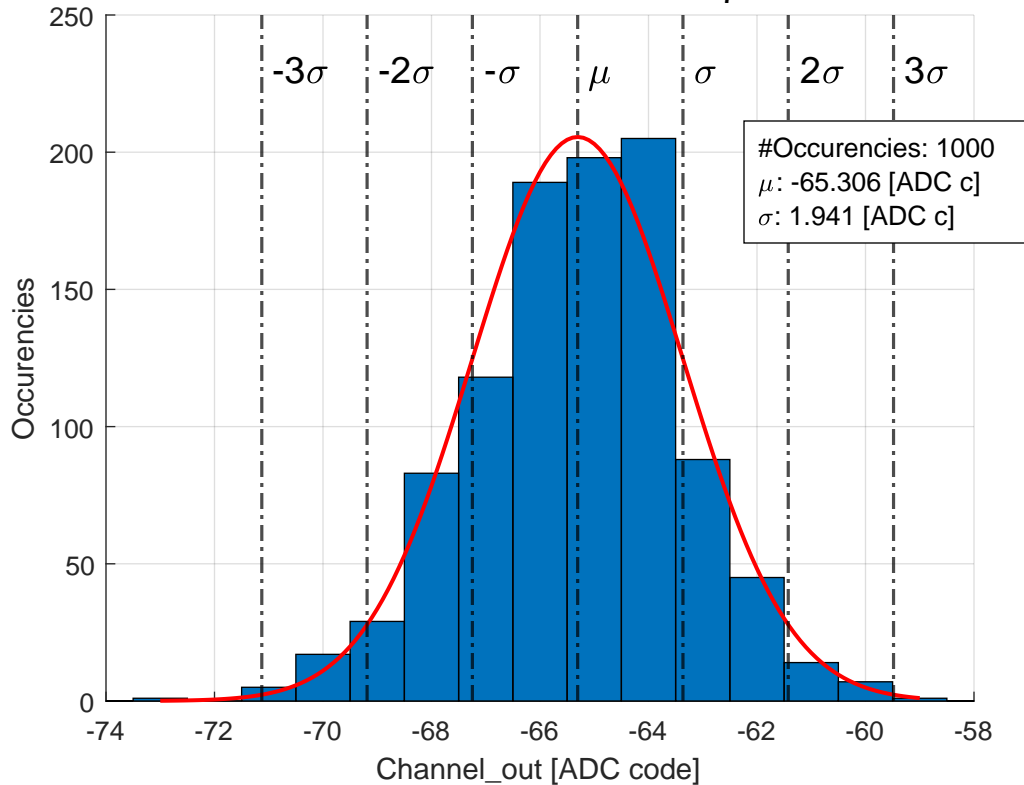 250
200
150
100
50
0
-3σ
-2σ
-σ
μ
σ
2σ
3σ
#Occurencies: 1000
μ: -65.306 [ADC c]
σ: 1.941 [ADC c]
Occurencies
-74
-72
-70
-68
-66
-64
-62
-60
-58
Channel_out [ADC code]